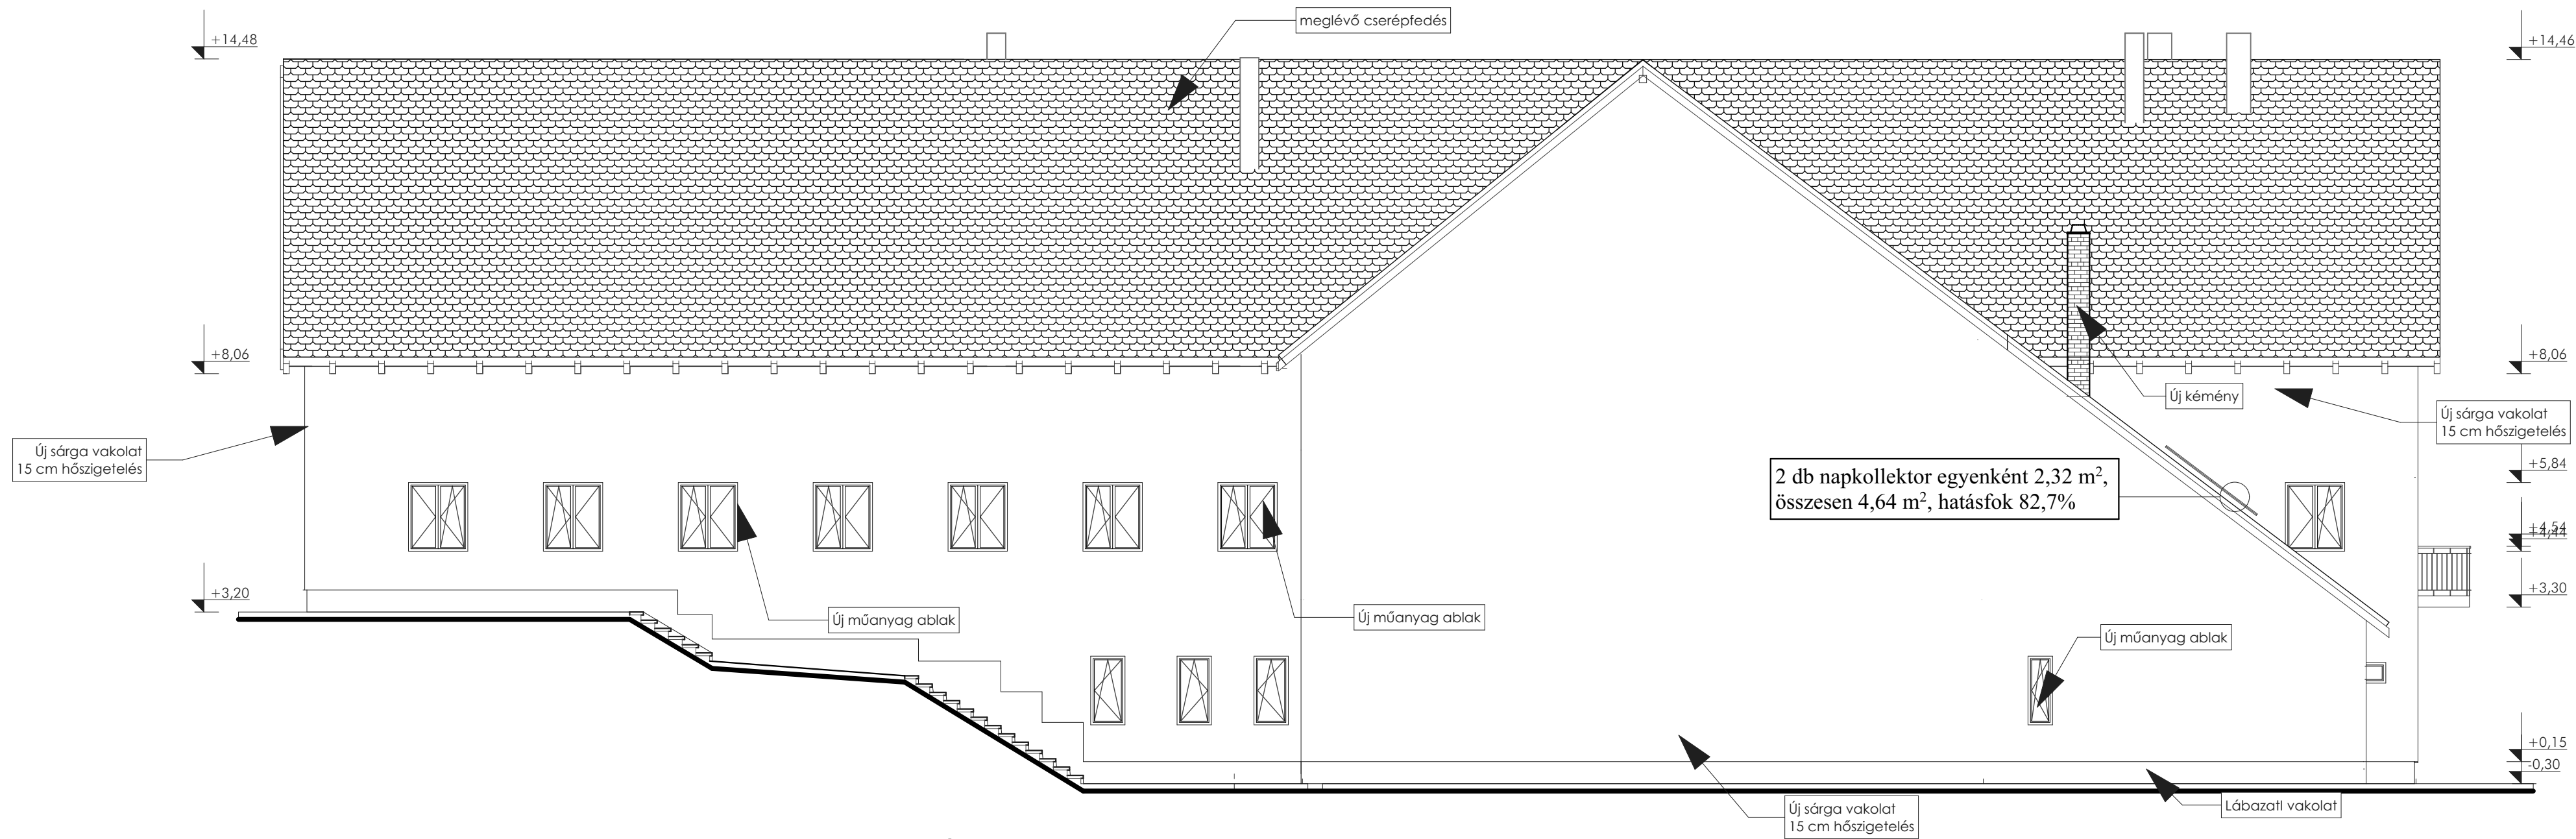 meglévő cserépfedés
+14,48
+14,46
+8,06
+8,06
Új kémény
Új sárga vakolat
15 cm hőszigetelés
Új sárga vakolat
15 cm hőszigetelés
+5,84
2 db napkollektor egyenként 2,32 m²,
összesen 4,64 m², hatásfok 82,7%
+4,54
+4,44
+3,20
+3,30
Új műanyag ablak
Új műanyag ablak
Új műanyag ablak
+0,15
-0,30
Új sárga vakolat
15 cm hőszigetelés
Lábazatl vakolat